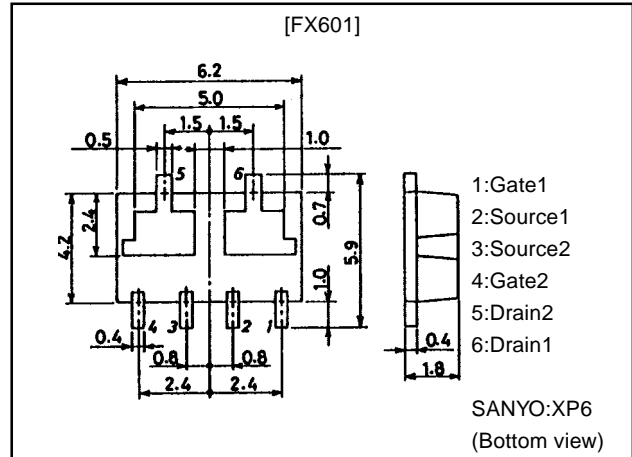 [FX601]
6.2
5.0
1.5 1.5
0.5 1.0
5 6
4.2
2.4
0.7
5.9
1.0
4 3 2 1
0.4
0.8 0.8
2.4 2.4
0.4
1.8
1:Gate1
2:Source1
3:Source2
4:Gate2
5:Drain2
6:Drain1
SANYO:XP6
(Bottom view)